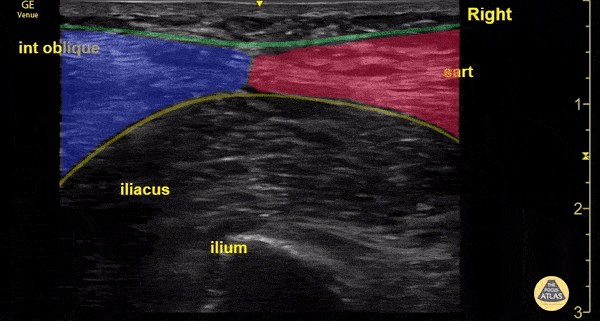 GE
Venue
Right
int oblique
sart
1
iliacus
2
ilium
THE
POCUS
ATLAS
3